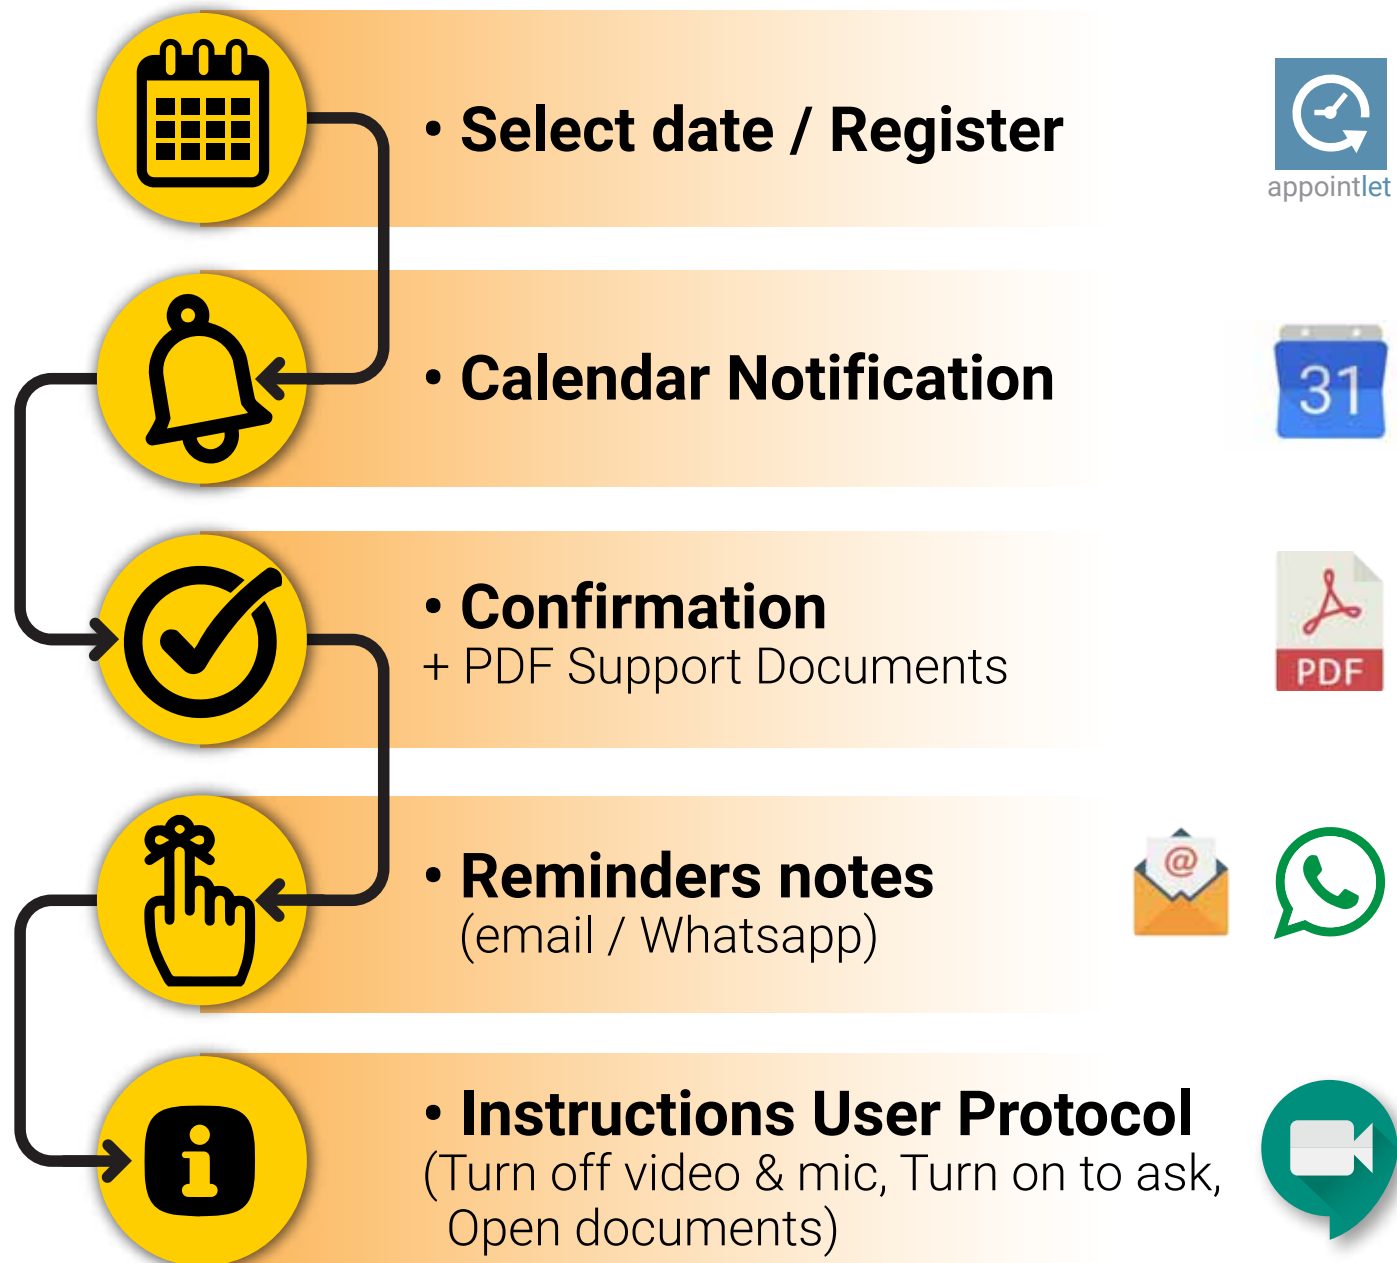 • Select date / Register
appointlet
• Calendar Notification
31
• Confirmation
+ PDF Support Documents
PDF
• Reminders notes
(email / Whatsapp)
@
• Instructions User Protocol
(Turn off video & mic, Turn on to ask,
Open documents)